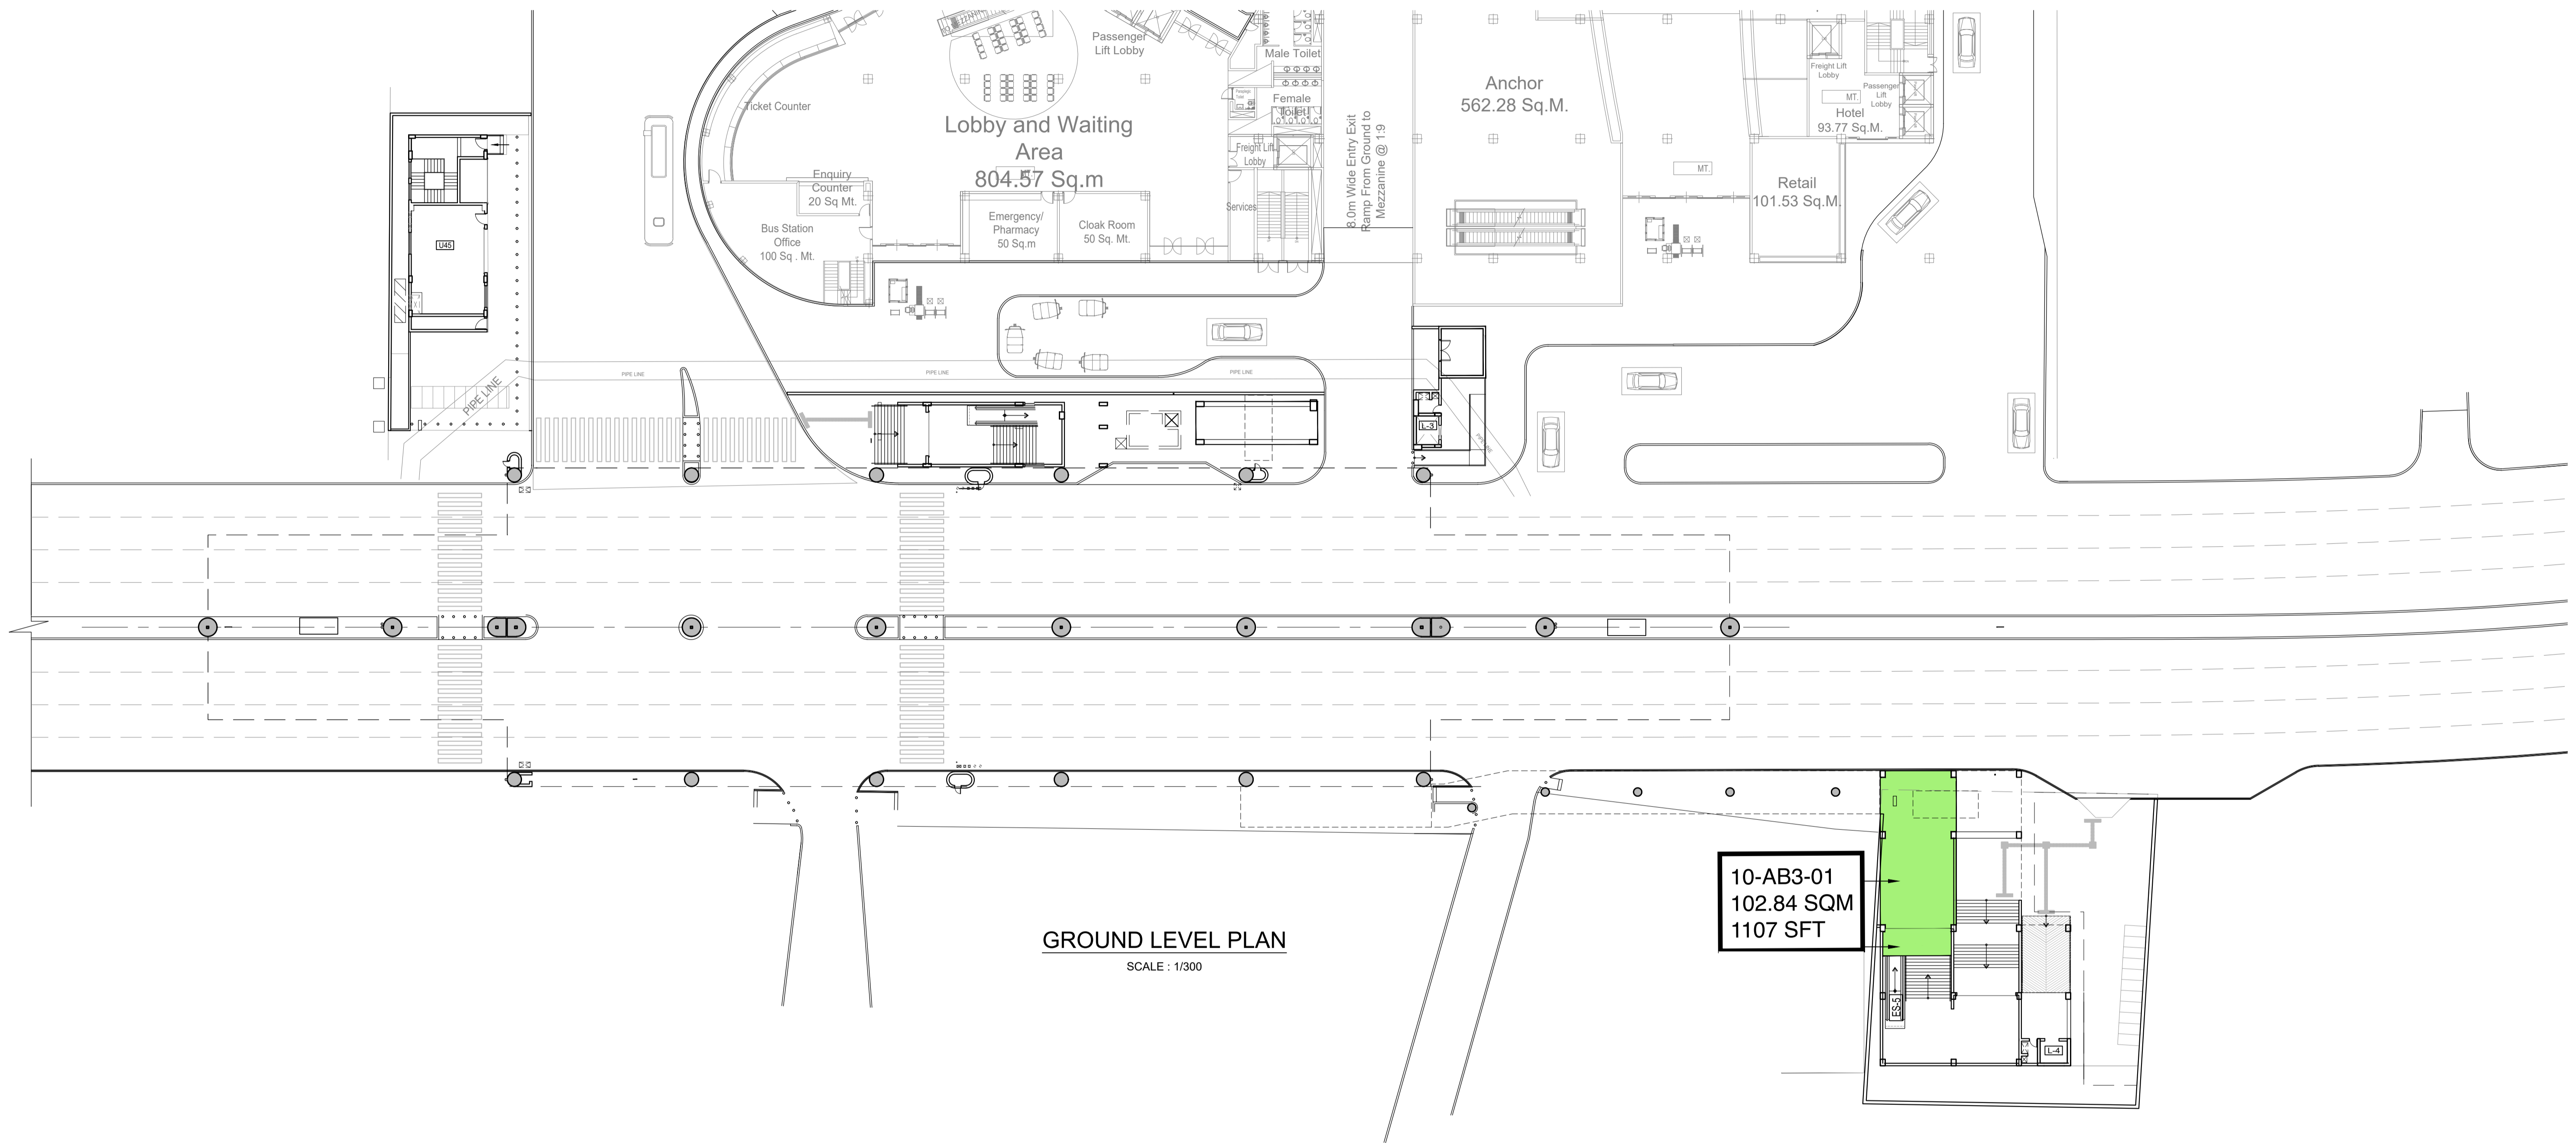 Passenger
Lift Lobby
Male Toilet
Female
Toilet
Ticket Counter
Lobby and Waiting
Area
804.57 Sq.m
Enquiry
Counter
20 Sq Mt.
Bus Station
Office
100 Sq . Mt.
Emergency/
Pharmacy
50 Sq.m
Cloak Room
50 Sq. Mt.
Freight Lift
Lobby
Services
8.0m Wide Entry Exit
Ramp From Ground to
Mezzanine @ 1:9
Anchor
562.28 Sq.M.
Freight Lift
Lobby
Passenger
Lift
Lobby
MT.
Hotel
93.77 Sq.M.
MT.
Retail
101.53 Sq.M.
U45
PIPE LINE
PIPE LINE
PIPE LINE
PIPE LINE
L-3
PIPE LINE
10-AB3-01
102.84 SQM
1107 SFT
GROUND LEVEL PLAN
SCALE : 1/300
ES-5
L-4